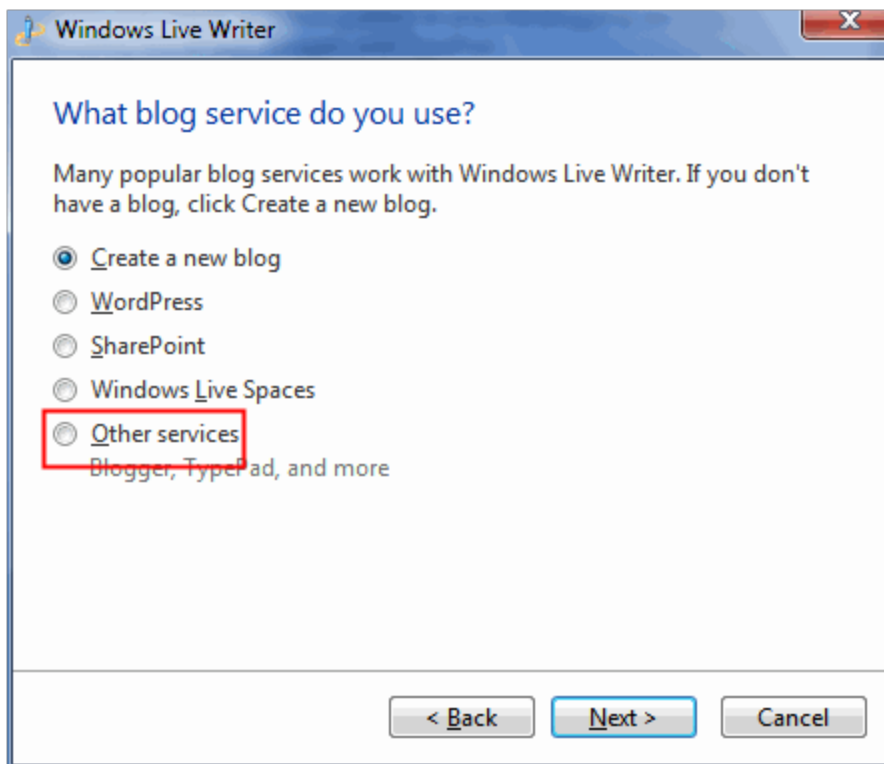 Windows Live Writer
What blog service do you use?
Many popular blog services work with Windows Live Writer. If you don't
have a blog, click Create a new blog.
Create a new blog
WordPress
SharePoint
Windows Live Spaces
Other services
Blogger, TypePad, and more
< Back
Next >
Cancel